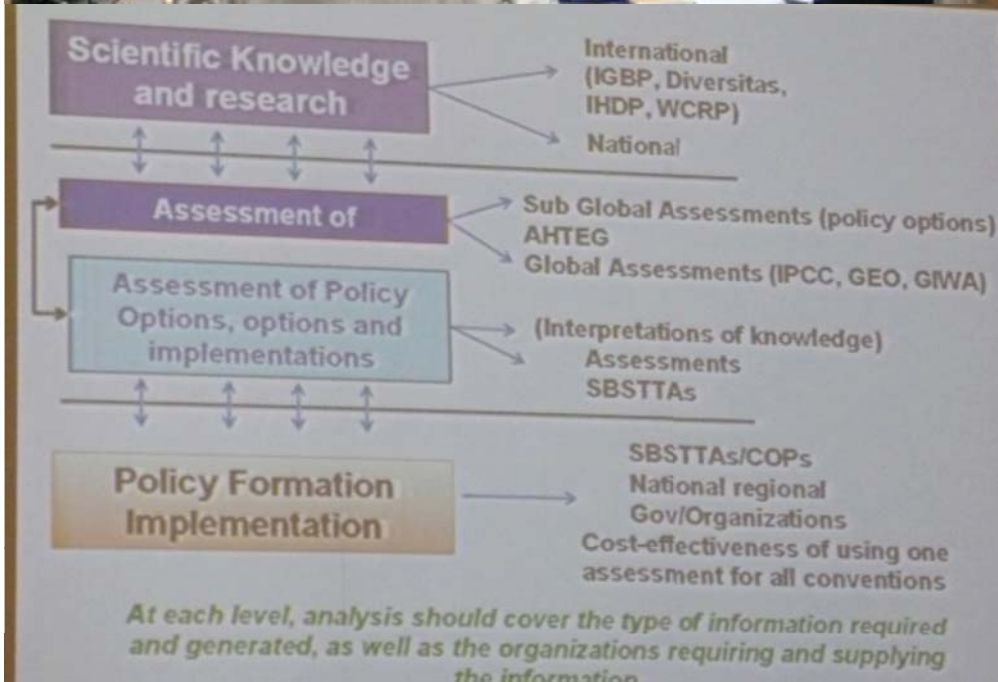 Scientific Knowledge
and research
International
(IGBP, Diversitas,
IHDP, WCRP)
National
Assessment of
Sub Global Assessments (policy options)
AHTEG
Global Assessments (IPCC, GEO, GIWA)
Assessment of Policy
Options, options and
implementations
(Interpretations of knowledge)
Assessments
SBSTTAs
Policy Formation
Implementation
SBSTTAs/COPs
National regional
Gov/Organizations
Cost-effectiveness of using one
assessment for all conventions
At each level, analysis should cover the type of information required
and generated, as well as the organizations requiring and supplying
the information